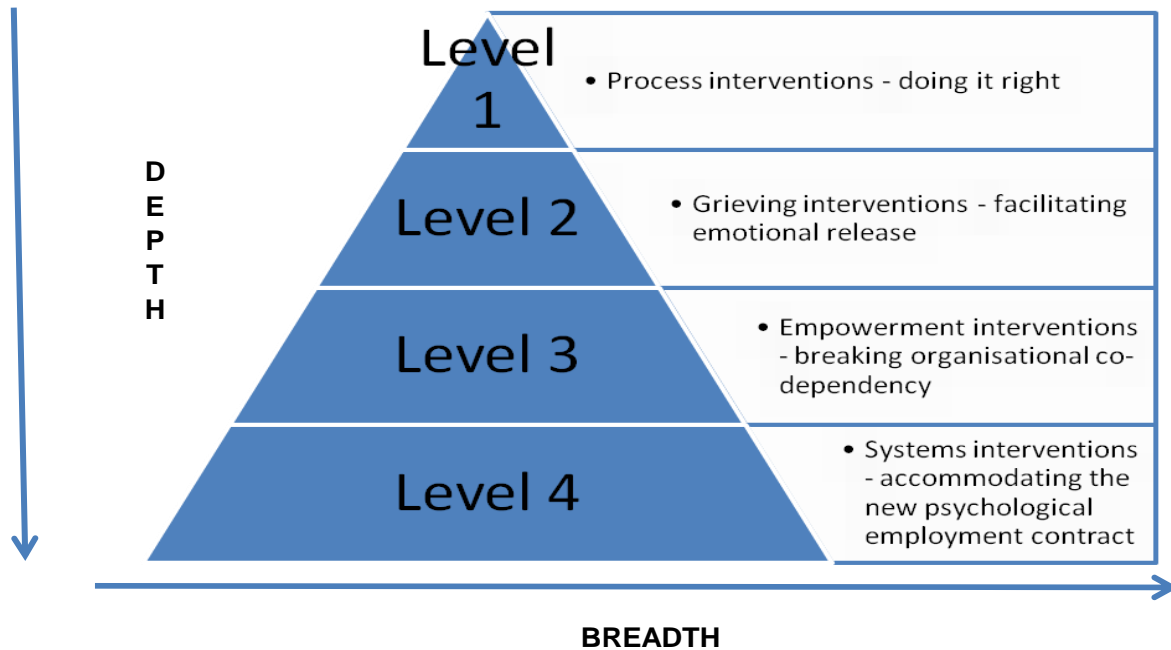 Level
1
• Process interventions - doing it right
D
E
P
T
H
Level 2
• Grieving interventions - facilitating
emotional release
Level 3
• Empowerment interventions
- breaking organisational co-
dependency
Level 4
• Systems interventions
- accommodating the
new psychological
employment contract
BREADTH